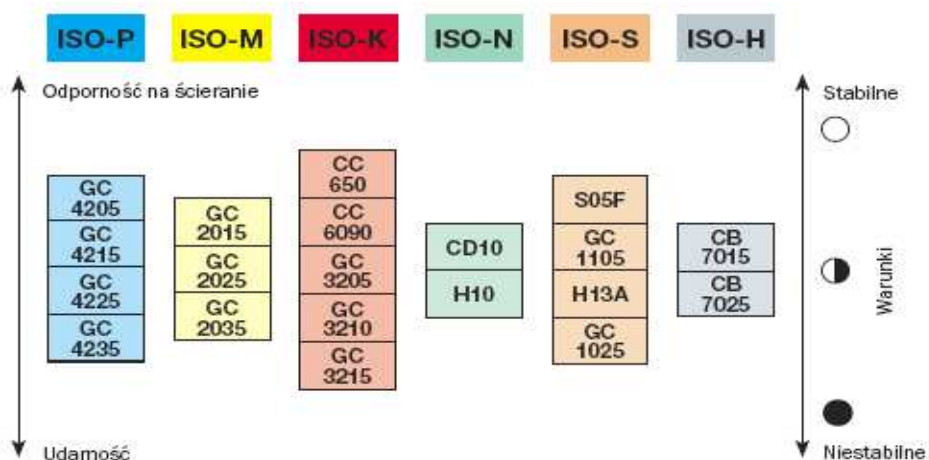 ISO-P ISO-M ISO-K ISO-N ISO-S ISO-H
Odporność na ścieranie
Stabilne
GC
4205
GC
4215
GC
4225
GC
4235
GC
2015
GC
2025
GC
2035
CC
650
CC
6090
GC
3205
GC
3210
GC
3215
CD10
H10
S05F
GC
1105
H13A
GC
1025
CB
7015
CB
7025
Warunki
Udarność
Niestabilne